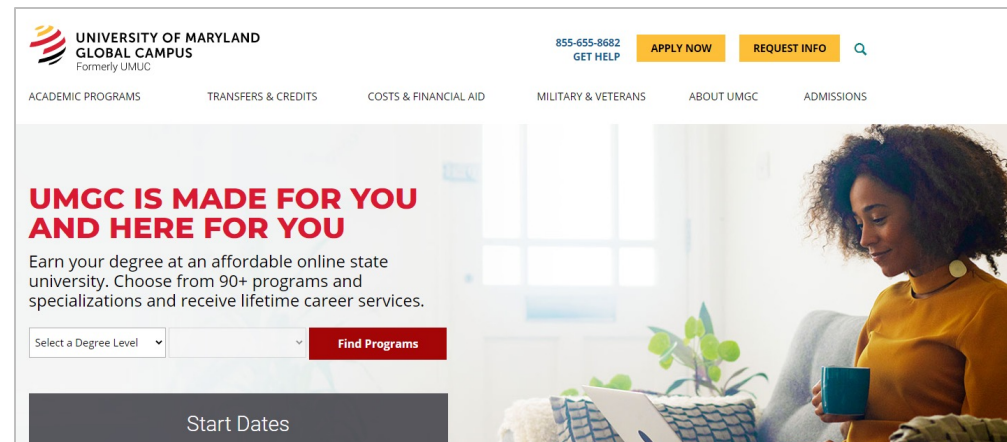 UNIVERSITY OF MARYLAND
GLOBAL CAMPUS
Formerly UMUC
855-655-8682
GET HELP
APPLY NOW
REQUEST INFO
ACADEMIC PROGRAMS
TRANSFERS & CREDITS
COSTS & FINANCIAL AID
MILITARY & VETERANS
ABOUT UMGC
ADMISSIONS
UMGC IS MADE FOR YOU
AND HERE FOR YOU
Earn your degree at an affordable online state
university. Choose from 90+ programs and
specializations and receive lifetime career services.
Select a Degree Level
Find Programs
Start Dates